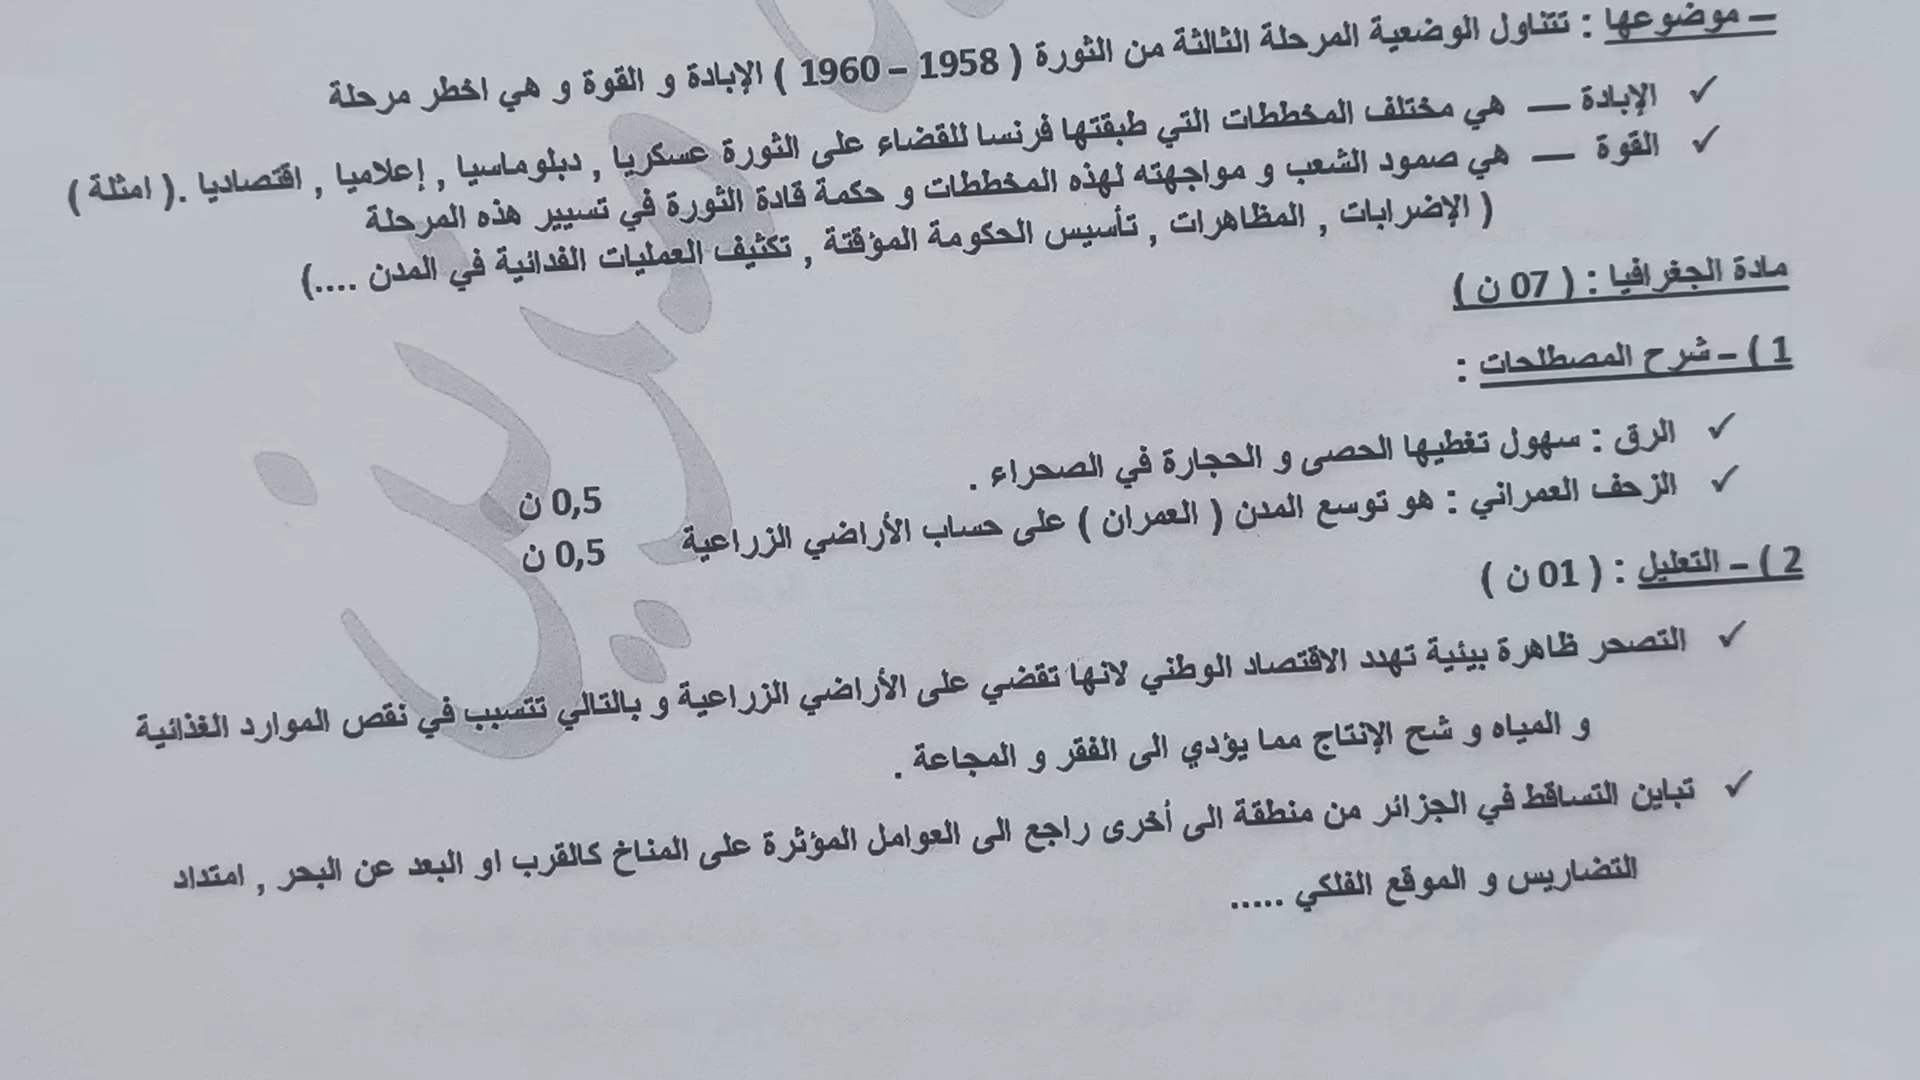 ـ موضوعها : تتناول الوضعية المرحلة الثالثة من الثورة ( 1958 – 1960 ) الإبادة و القوة و هي اخطر مرحلة
✓ الإبادة ـــ هي مختلف المخططات التي طبقتها فرنسا للقضاء على الثورة عسكريا , دبلوماسيا , إعلاميا , اقتصاديا .( امثلة )
✓ القوة ـــ هي صمود الشعب و مواجهته لهذه المخططات و حكمة قادة الثورة في تسيير هذه المرحلة
( الإضرابات , المظاهرات , تأسيس الحكومة المؤقتة , تكثيف العمليات الفدائية في المدن ....)
مادة الجغرافيا : ( 07 ن )
1 ) – شرح المصطلحات :
✓ الرق : سهول تغطيها الحصى و الحجارة في الصحراء . 0,5 ن
✓ الزحف العمراني : هو توسع المدن ( العمران ) على حساب الأراضي الزراعية 0,5 ن
2 ) – التعليل : ( 01 ن )
✓ التصحر ظاهرة بيئية تهدد الاقتصاد الوطني لانها تقضي على الأراضي الزراعية و بالتالي تتسبب في نقص الموارد الغذائية
و المياه و شح الإنتاج مما يؤدي الى الفقر و المجاعة .
✓ تباين التساقط في الجزائر من منطقة الى أخرى راجع الى العوامل المؤثرة على المناخ كالقرب او البعد عن البحر , امتداد
التضاريس و الموقع الفلكي .....